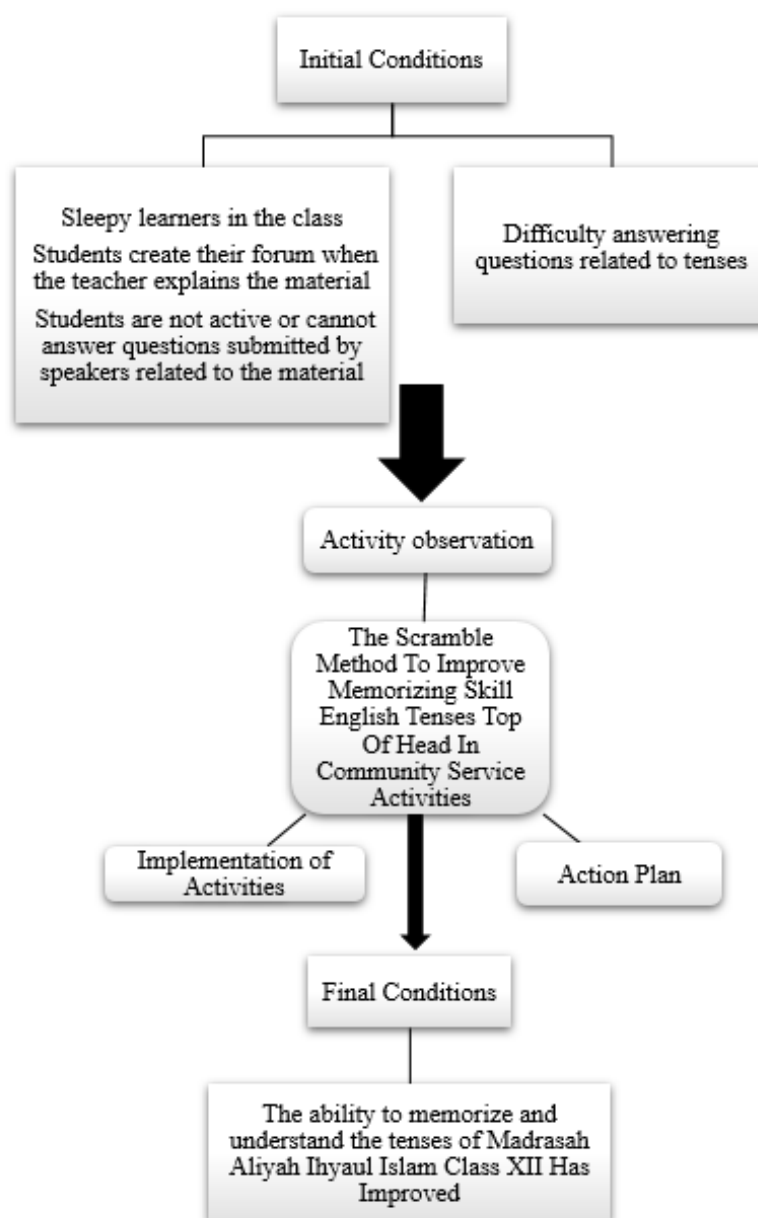 Initial Conditions
Sleepy learners in the class
Students create their forum when
the teacher explains the material
Students are not active or cannot
answer questions submitted by
speakers related to the material
Difficulty answering
questions related to tenses
Activity observation
The Scramble
Method To Improve
Memorizing Skill
English Tenses Top
Of Head In
Community Service
Activities
Implementation of
Activities
Action Plan
Final Conditions
The ability to memorize and
understand the tenses of Madrasah
Aliyah Ihyaul Islam Class XII Has
Improved